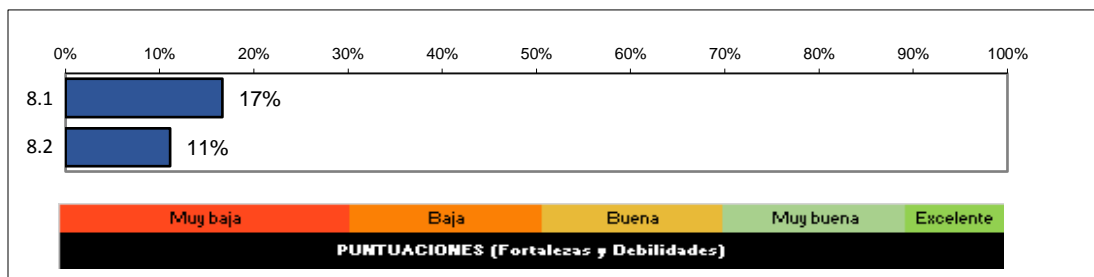 0% 10% 20% 30% 40% 50% 60% 70% 80% 90% 100%
8.1 17%
8.2 11%
Muy baja Baja Buena Muy buena Excelente
PUNTUACIONES (Fortalezas y Debilidades)